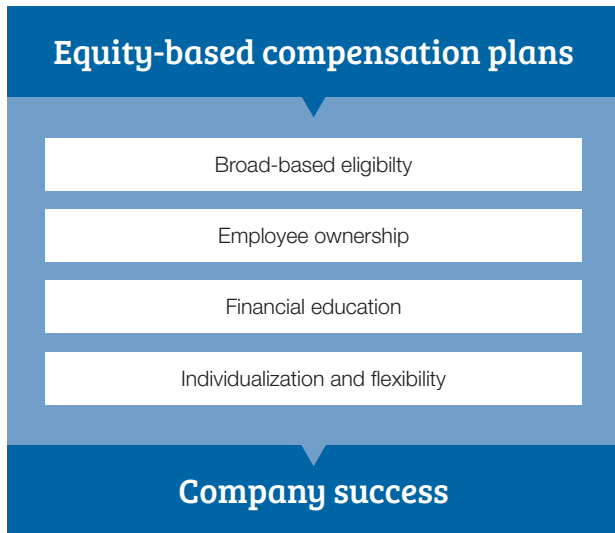 Equity-based compensation plans
Broad-based eligibilty
Employee ownership
Financial education
Individualization and flexibility
Company success